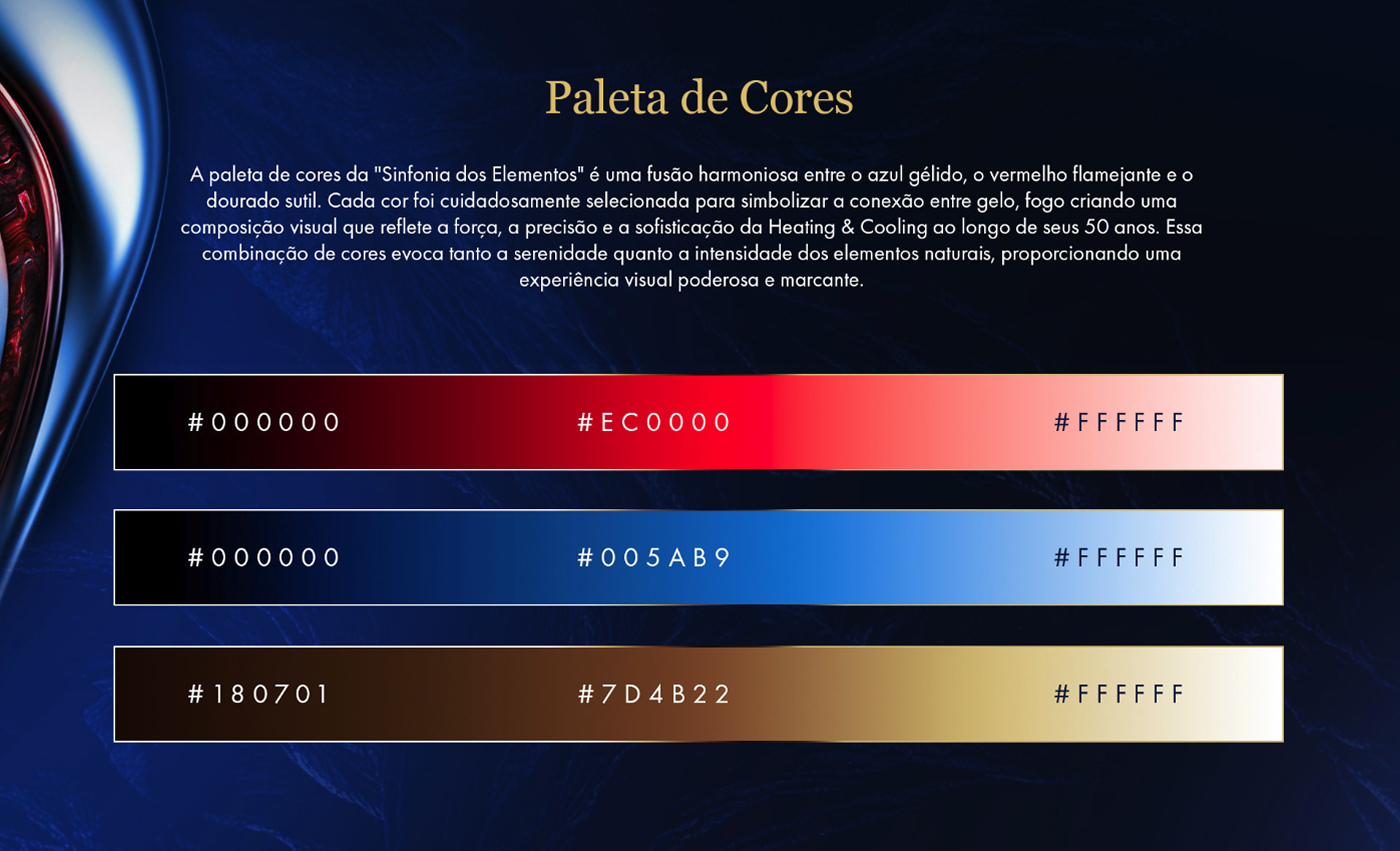 Paleta de Cores
A paleta de cores da "Sinfonia dos Elementos" é uma fusão harmoniosa entre o azul gélido, o vermelho flamejante e o
dourado sutil. Cada cor foi cuidadosamente selecionada para simbolizar a conexão entre gelo, fogo criando uma
composição visual que reflete a força, a precisão e a sofisticação da Heating & Cooling ao longo de seus 50 anos. Essa
combinação de cores evoca tanto a serenidade quanto a intensidade dos elementos naturais, proporcionando uma
experiência visual poderosa e marcante.
#000000 #EC0000 #FFFFFF
#000000 #005AB9 #FFFFFF
#180701 #7D4B22 #FFFFFF